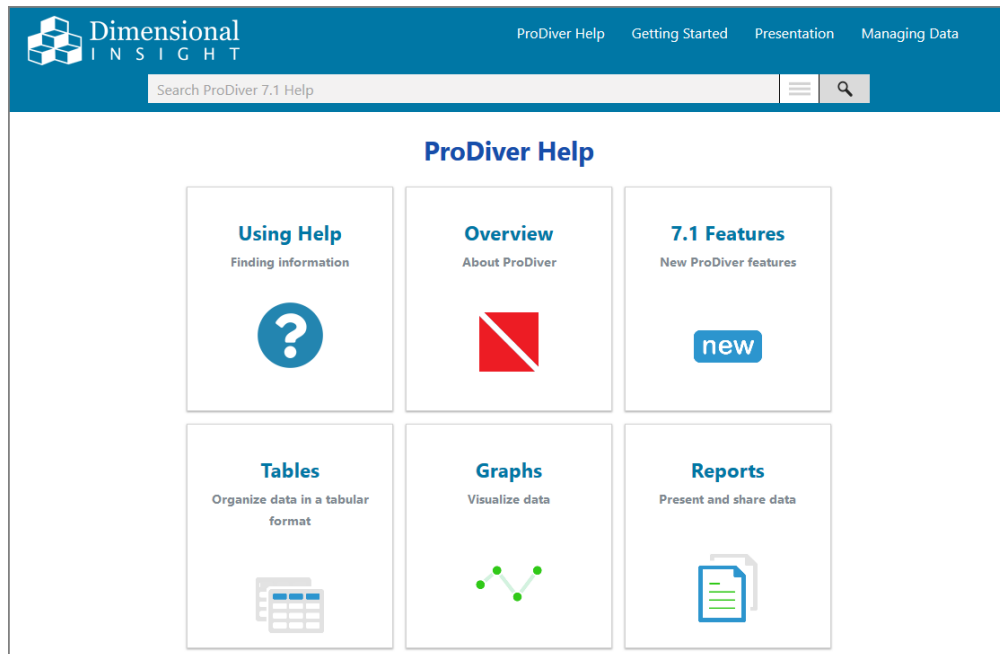 Dimensional
INSIGHT
ProDiver Help
Getting Started
Presentation
Managing Data
Search ProDiver 7.1 Help
ProDiver Help
Using Help
Finding information
?
Overview
About ProDiver
7.1 Features
New ProDiver features
new
Tables
Organize data in a tabular
format
Graphs
Visualize data
Reports
Present and share data